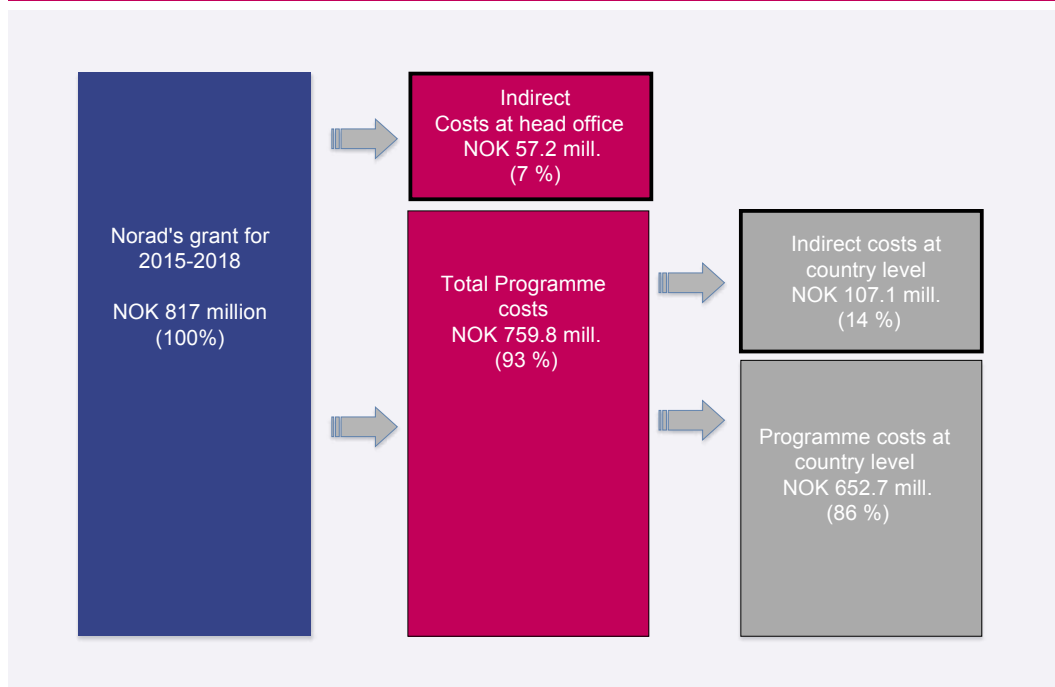 Norad's grant for
2015-2018
NOK 817 million
(100%)
Indirect
Costs at head office
NOK 57.2 mill.
(7 %)
Total Programme
costs
NOK 759.8 mill.
(93 %)
Indirect costs at
country level
NOK 107.1 mill.
(14 %)
Programme costs at
country level
NOK 652.7 mill.
(86 %)